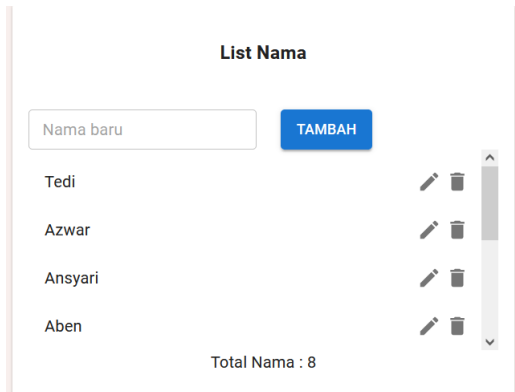 List Nama
Nama baru
TAMBAH
Tedi
Azwar
Ansyari
Aben
Total Nama : 8